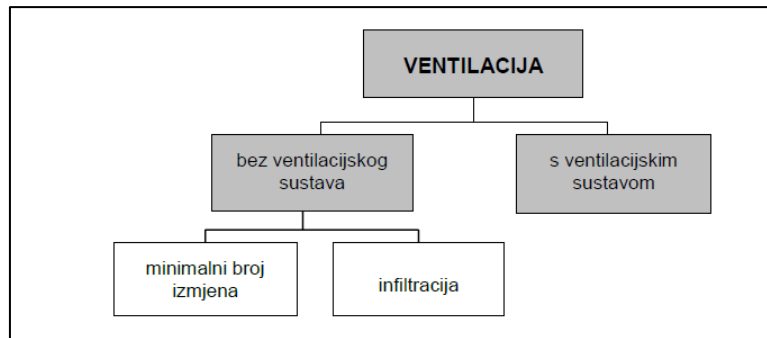 VENTILACIJA
bez ventilacijskog
sustava
s ventilacijskim
sustavom
minimalni broj
izmjena
infiltracija